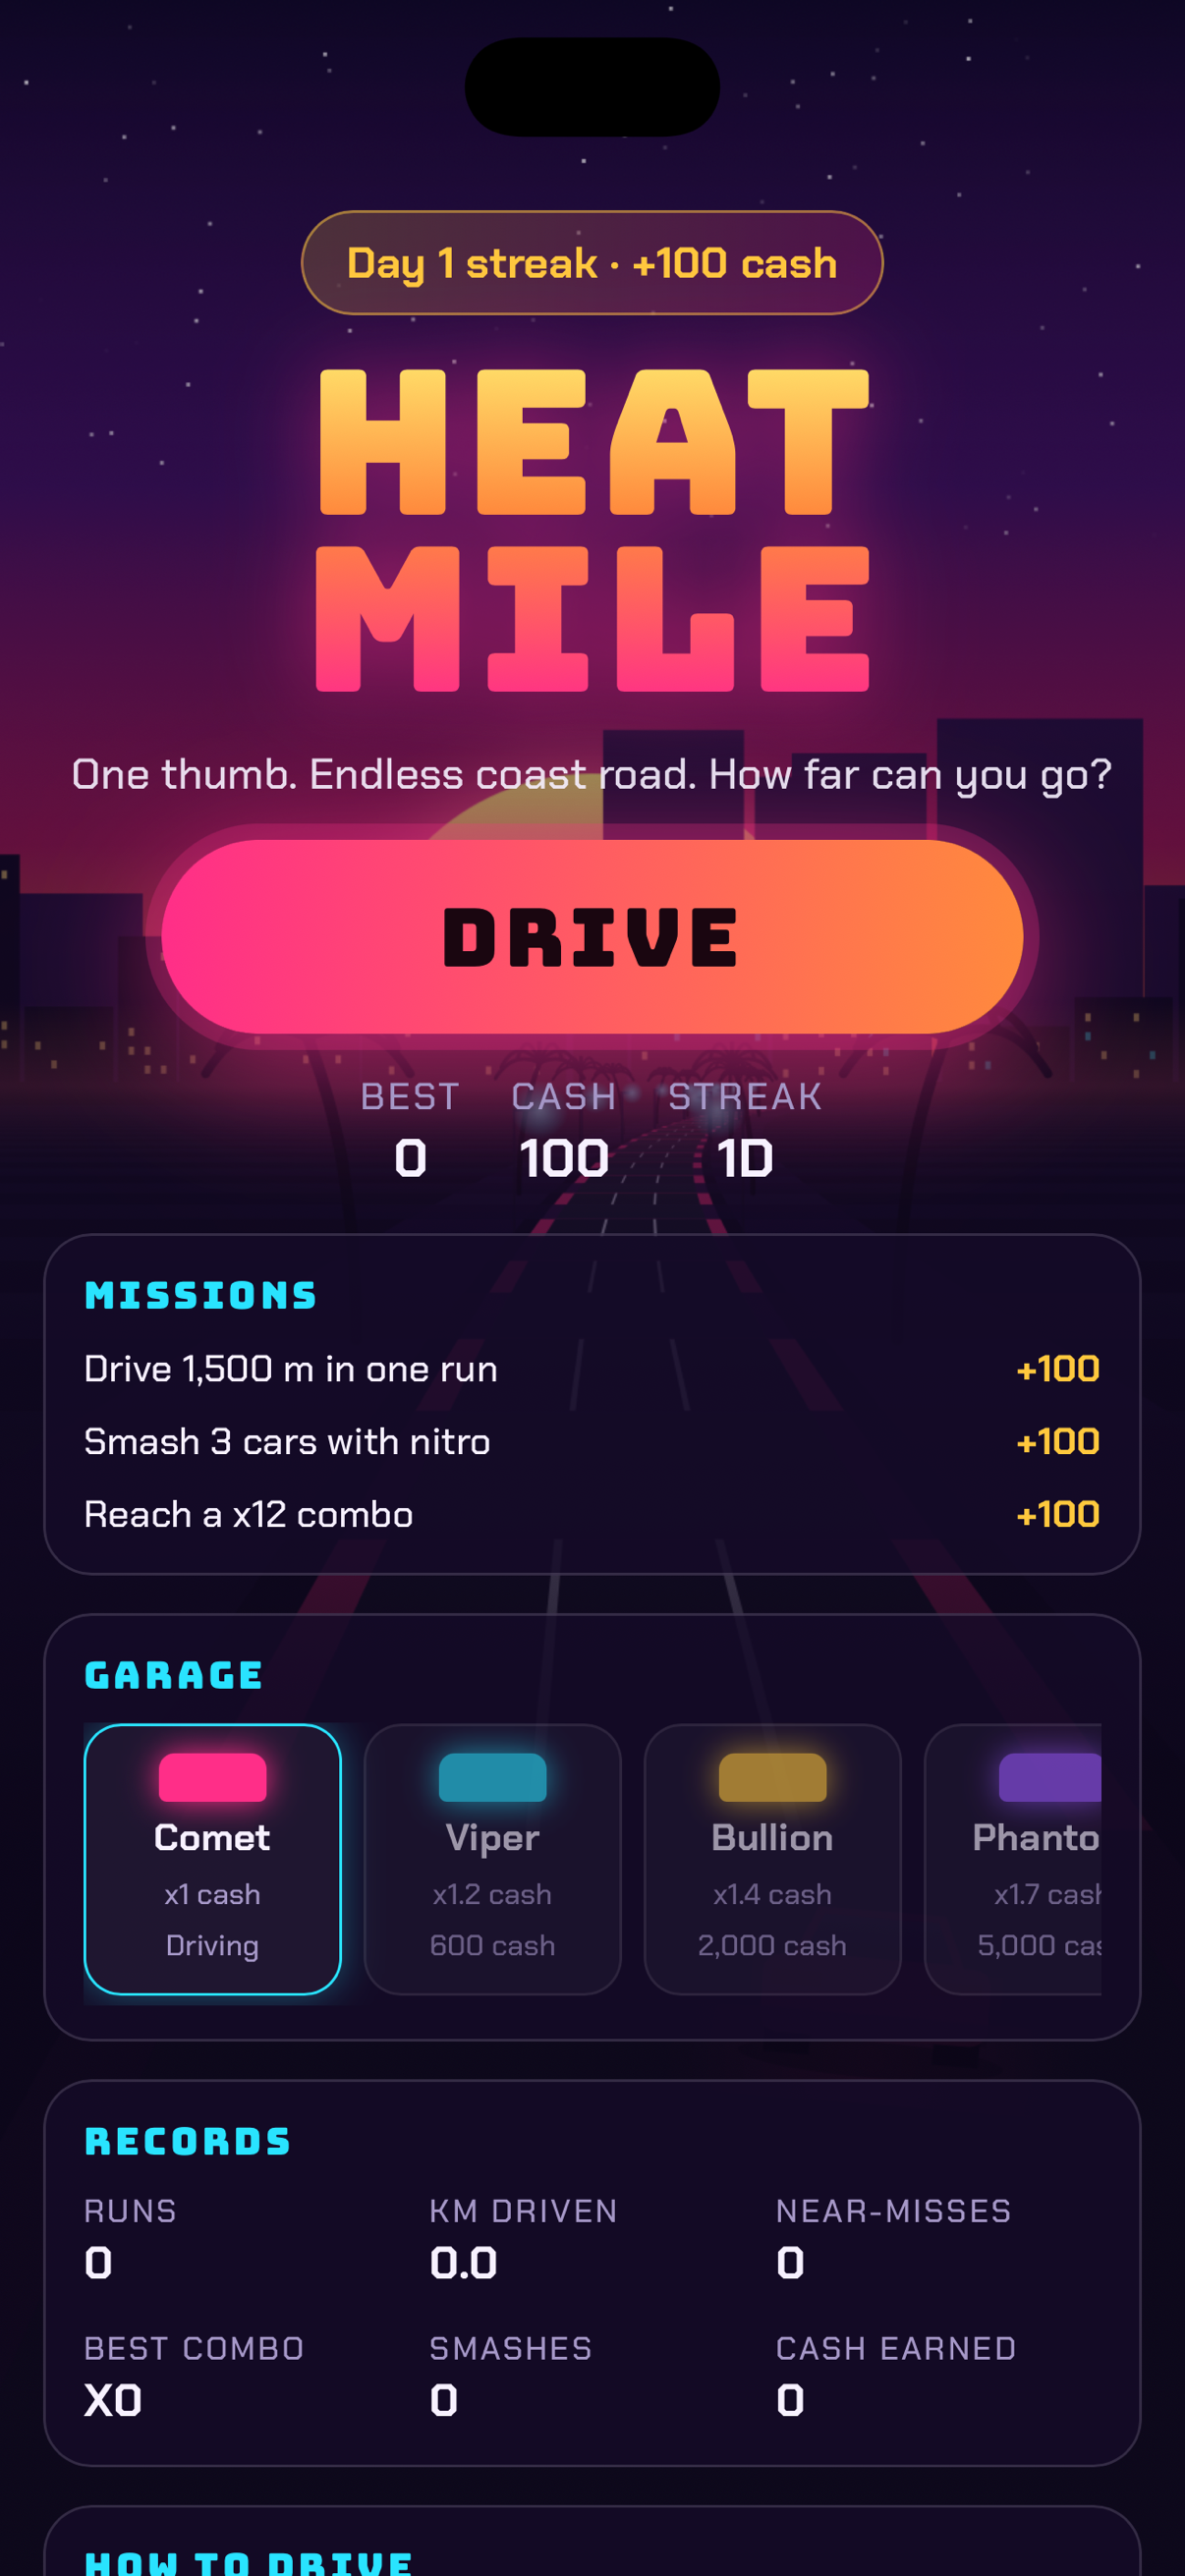 Day 1 streak · +100 cash
HEAT
MILE
One thumb. Endless coast road. How far can you go?
DRIVE
BEST CASH STREAK
0 100 1D
MISSIONS
Drive 1,500 m in one run +100
Smash 3 cars with nitro +100
Reach a x12 combo +100
GARAGE
Comet Viper Bullion Phanto
x1 cash x1.2 cash x1.4 cash x1.7 cash
Driving 600 cash 2,000 cash 5,000 cas
RECORDS
RUNS KM DRIVEN NEAR-MISSES
0 0.0 0
BEST COMBO SMASHES CASH EARNED
X0 0 0
HOW TO DRIVE